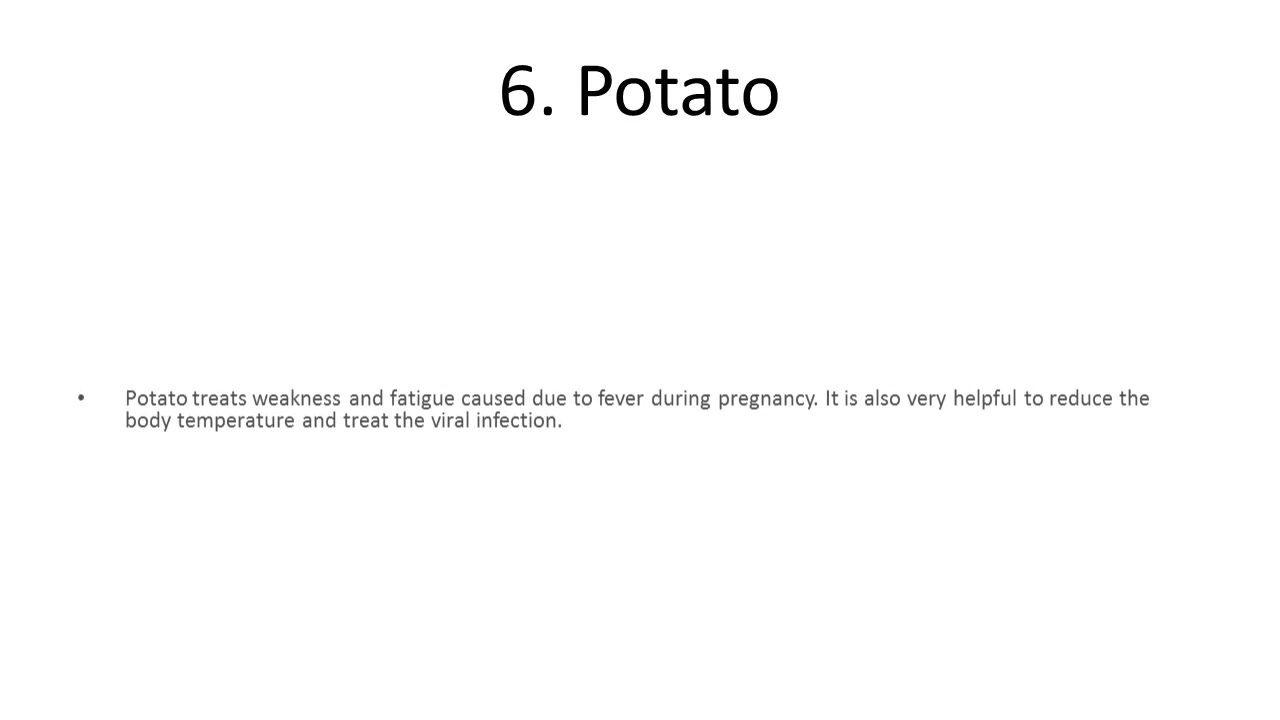 6. Potato
• Potato treats weakness and fatigue caused due to fever during pregnancy. It is also very helpful to reduce the
body temperature and treat the viral infection.